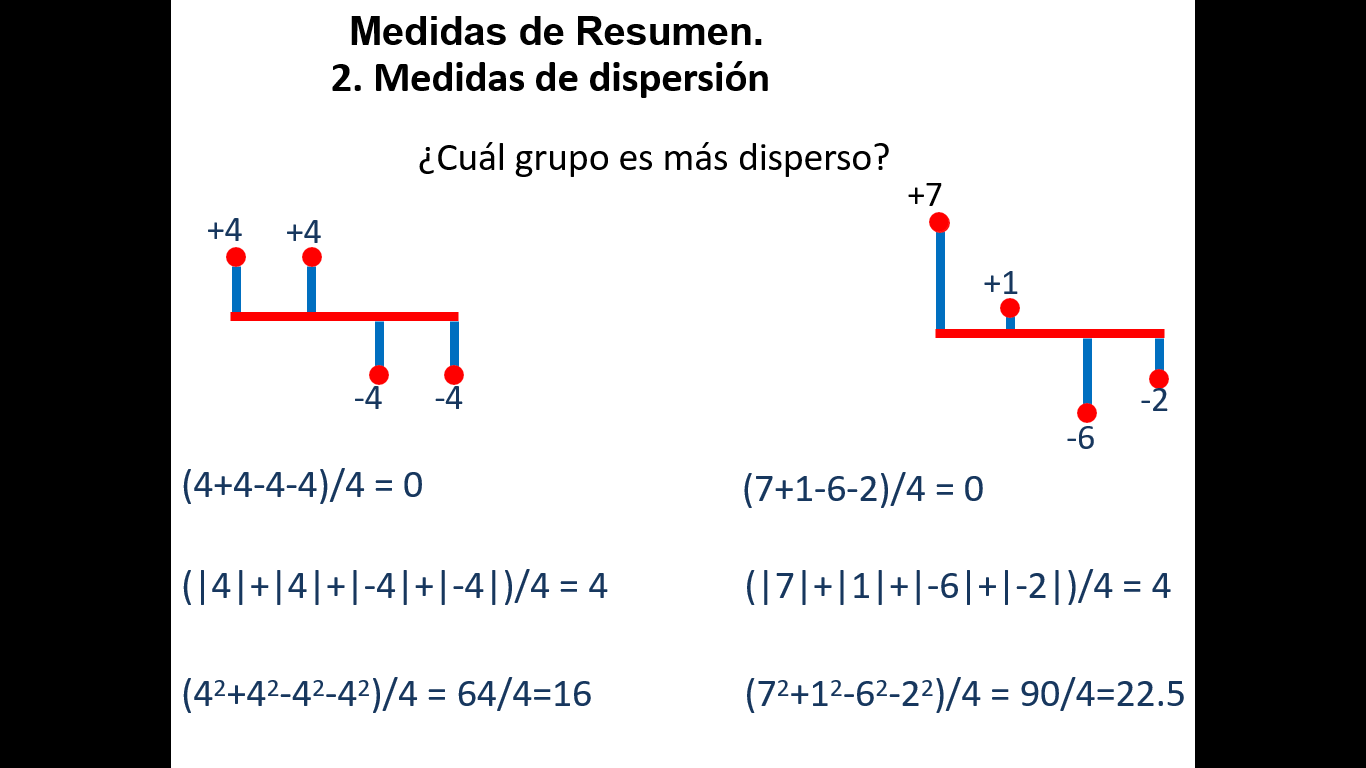 Medidas de Resumen.
2. Medidas de dispersión
¿Cuál grupo es más disperso?
+4 +4
-4 -4
+7
+1
-6
-2
(4+4-4-4)/4 = 0
(7+1-6-2)/4 = 0
(|4|+|4|+|-4|+|-4|)/4 = 4
(|7|+|1|+|-6|+|-2|)/4 = 4
(4²+4²-4²-4²)/4 = 64/4=16
(7²+1²-6²-2²)/4 = 90/4=22.5